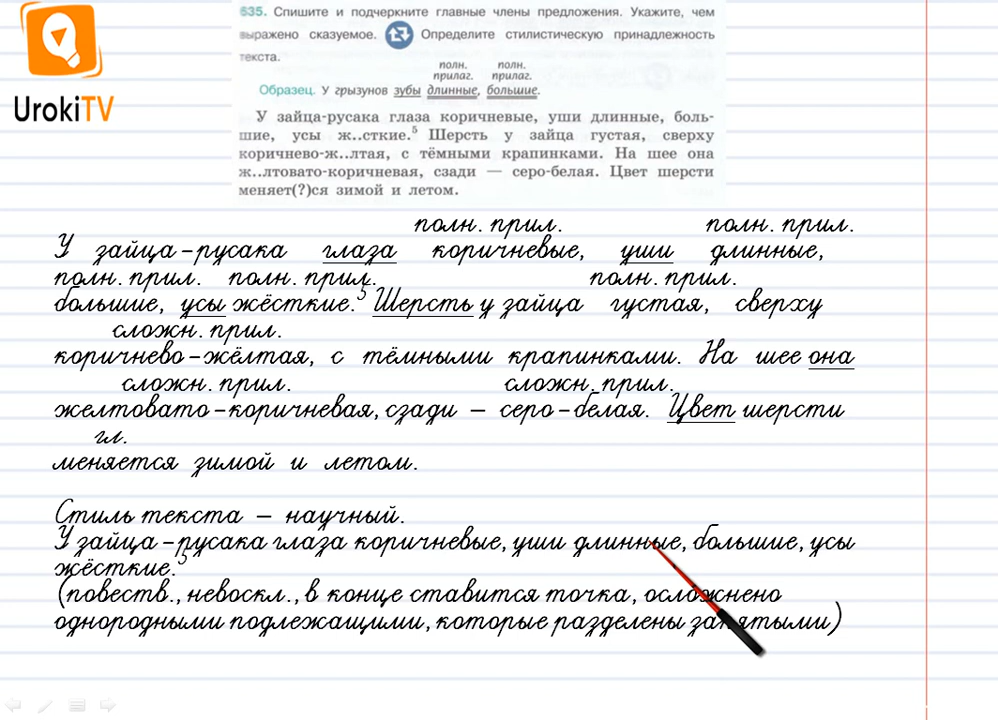 635. Спишите и подчеркните главные члены предложения. Укажите, чем
выражено сказуемое. Определите стилистическую принадлежность
текста.
полн. полн.
прилаг. прилаг.
Образец. У грызунов зубы длинные, большие.
UrokiTV
У зайца-русака глаза коричневые, уши длинные, боль-
шие, усы ж..сткие.⁵ Шерсть у зайца густая, сверху
коричнево-ж..лтая, с тёмными крапинками. На шее она
ж..лтовато-коричневая, сзади — серо-белая. Цвет шерсти
меняет(?)ся зимой и летом.
полн. прил. полн. прил.
У зайца-русака глаза коричневые, уши длинные,
полн. прил. полн. прил. полн. прил.
большие, усы жёсткие.⁵ Шерсть у зайца густая, сверху
сложн. прил.
коричнево-жёлтая, с тёмными крапинками. На шее она
сложн. прил. сложн. прил.
желтовато-коричневая, сзади – серо-белая. Цвет шерсти
гл.
меняется зимой и летом.
Стиль текста – научный.
У зайца-русака глаза коричневые, уши длинные, большие, усы
жёсткие.⁵
(повеств., невоскл., в конце ставится точка, осложнено
однородными подлежащими, которые разделены запятыми)